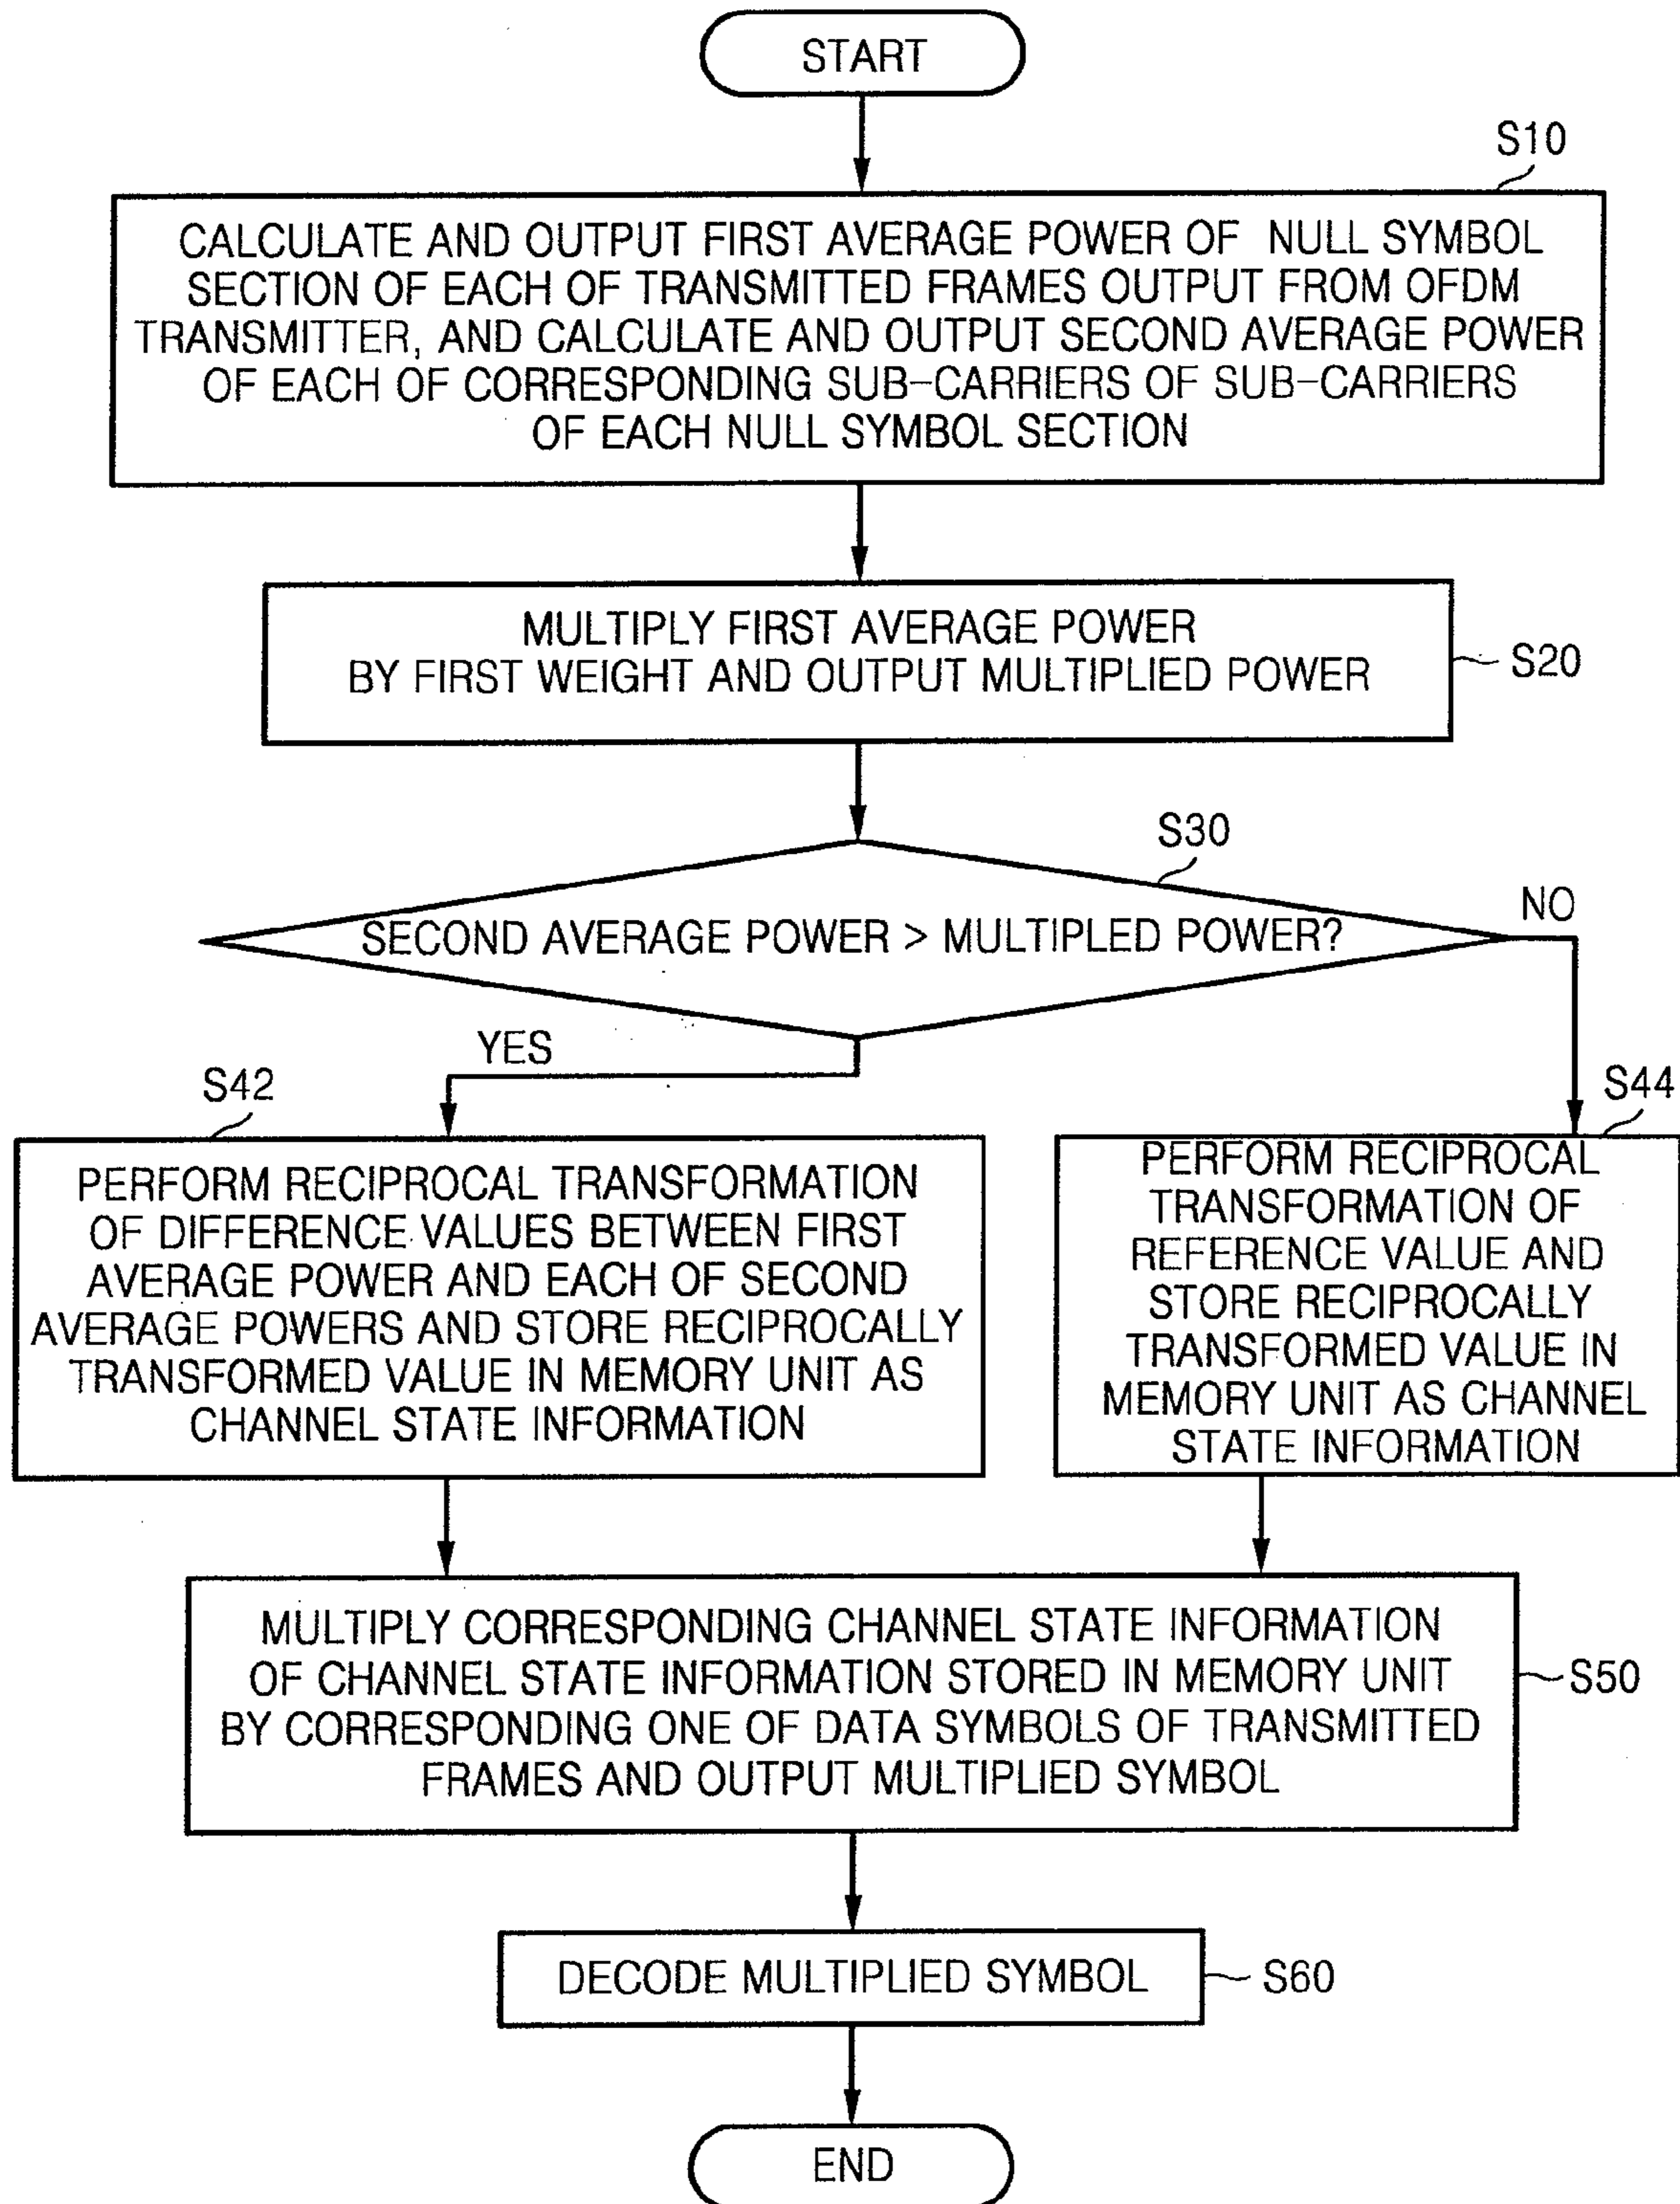 START
S10
CALCULATE AND OUTPUT FIRST AVERAGE POWER OF NULL SYMBOL
SECTION OF EACH OF TRANSMITTED FRAMES OUTPUT FROM OFDM
TRANSMITTER, AND CALCULATE AND OUTPUT SECOND AVERAGE POWER
OF EACH OF CORRESPONDING SUB-CARRIERS OF SUB-CARRIERS
OF EACH NULL SYMBOL SECTION
MULTIPLY FIRST AVERAGE POWER
BY FIRST WEIGHT AND OUTPUT MULTIPLIED POWER
S20
S30
SECOND AVERAGE POWER > MULTIPLED POWER?
NO
YES
S42
PERFORM RECIPROCAL TRANSFORMATION
OF DIFFERENCE VALUES BETWEEN FIRST
AVERAGE POWER AND EACH OF SECOND
AVERAGE POWERS AND STORE RECIPROCALLY
TRANSFORMED VALUE IN MEMORY UNIT AS
CHANNEL STATE INFORMATION
S44
PERFORM RECIPROCAL
TRANSFORMATION OF
REFERENCE VALUE AND
STORE RECIPROCALLY
TRANSFORMED VALUE IN
MEMORY UNIT AS CHANNEL
STATE INFORMATION
MULTIPLY CORRESPONDING CHANNEL STATE INFORMATION
OF CHANNEL STATE INFORMATION STORED IN MEMORY UNIT
BY CORRESPONDING ONE OF DATA SYMBOLS OF TRANSMITTED
FRAMES AND OUTPUT MULTIPLIED SYMBOL
S50
DECODE MULTIPLIED SYMBOL
S60
END